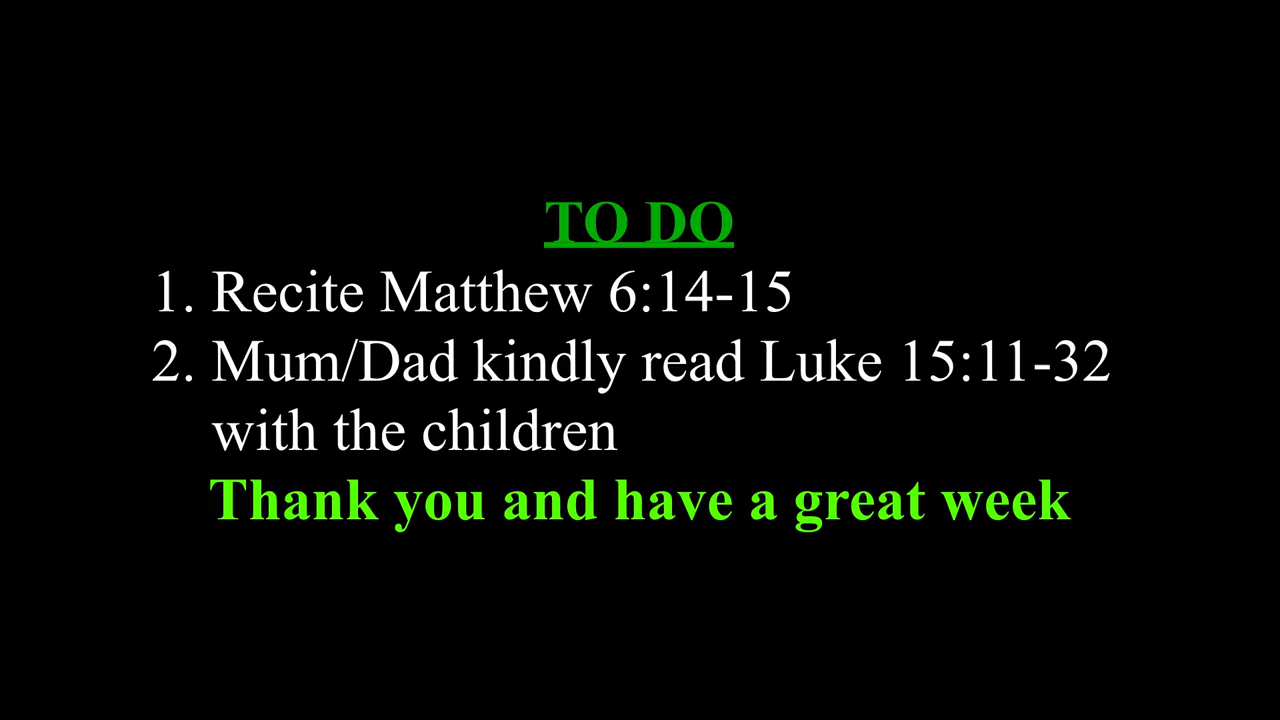 TO DO
1. Recite Matthew 6:14-15
2. Mum/Dad kindly read Luke 15:11-32
with the children
Thank you and have a great week